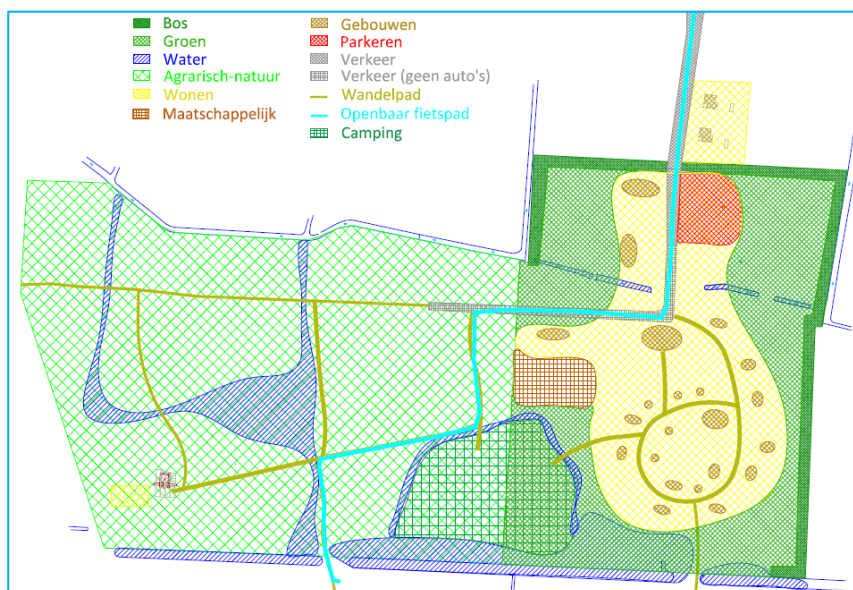 Bos
Groen
Water
Agrarisch-natuur
Wonen
Maatschappelijk
Gebouwen
Parkeren
Verkeer
Verkeer (geen auto's)
Wandelpad
Openbaar fietspad
Camping